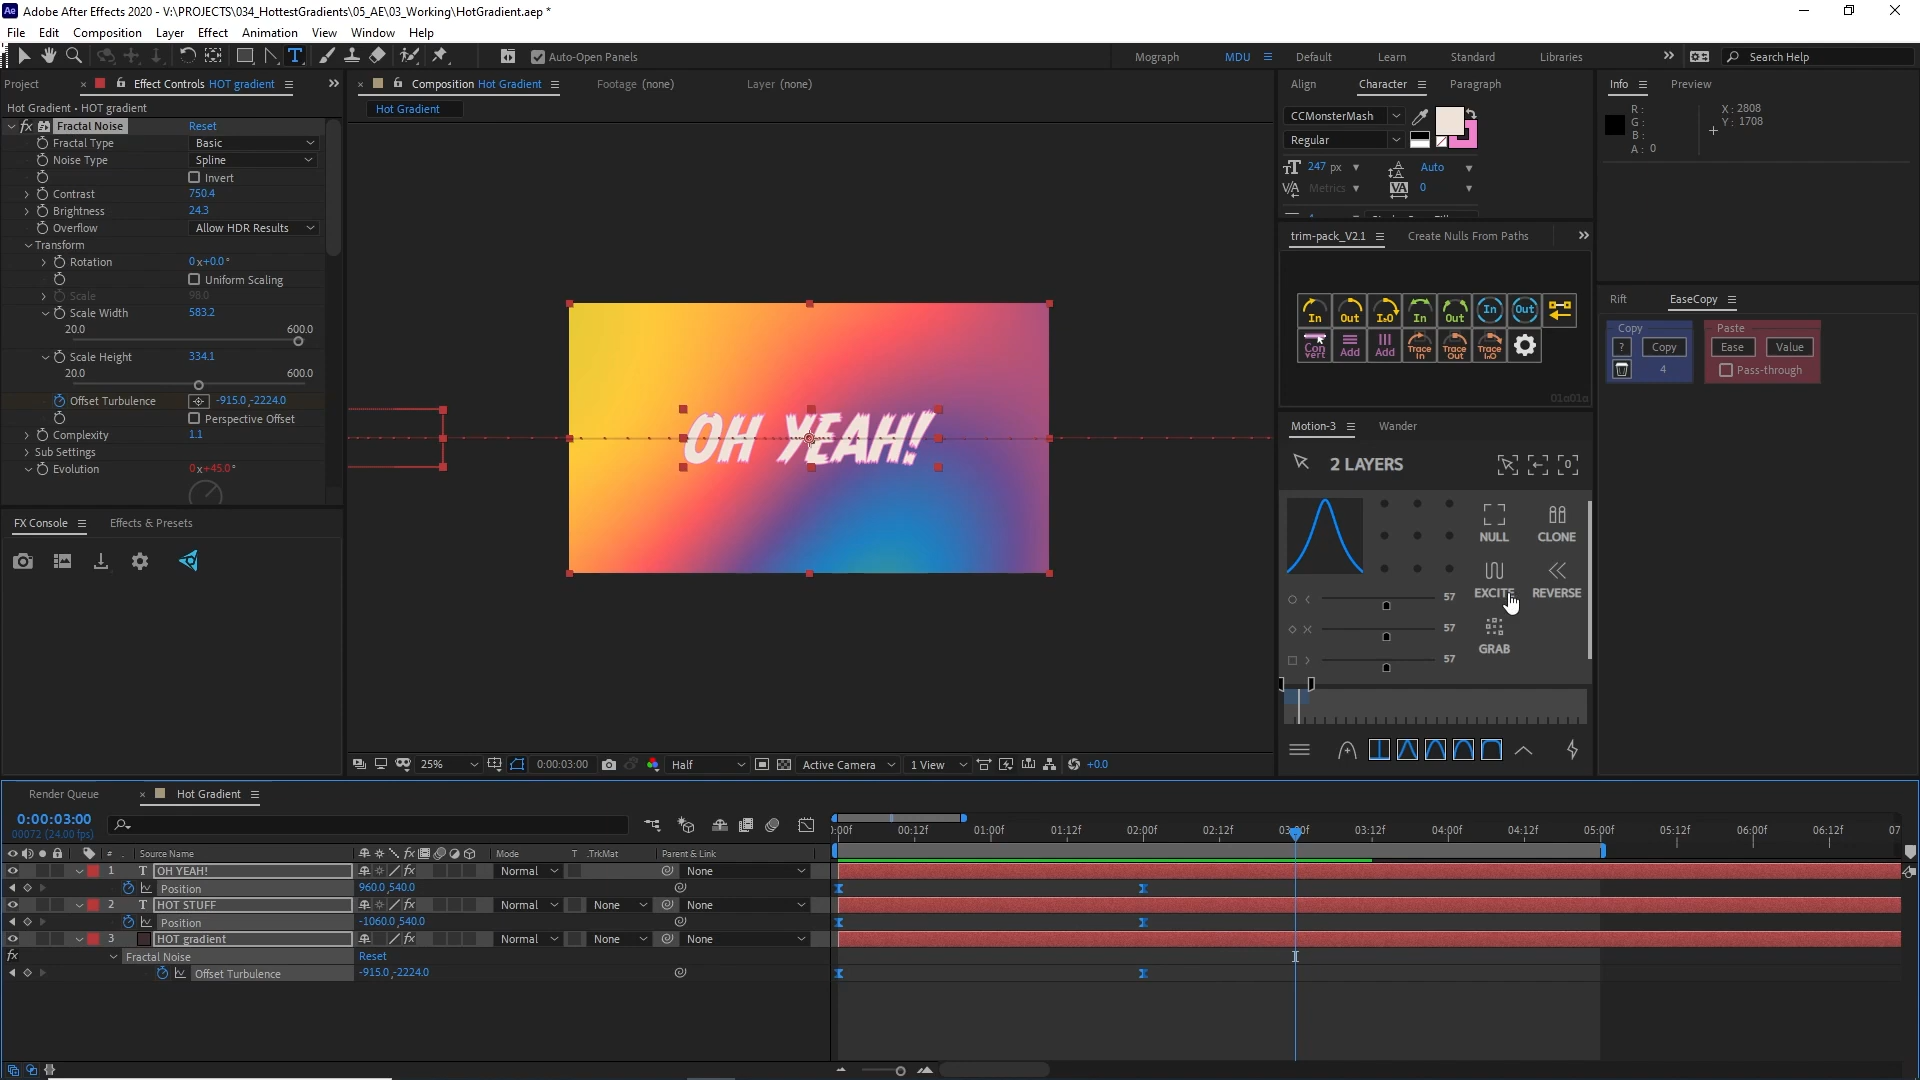 Adobe After Effects 2020 - V:\PROJECTS\034_HottestGradients\05_AE\03_Working\HotGradient.aep *
File Edit Composition Layer Effect Animation View Window Help
Auto-Open Panels Mograph MDU Default Learn Standard Libraries Search Help
Project Effect Controls HOT gradient Composition Hot Gradient Footage (none) Layer (none) Align Character Paragraph Info Preview
Hot Gradient • HOT gradient Hot Gradient
fx Fractal Noise Reset
Fractal Type Basic
Noise Type Spline
Invert
Contrast 750.4
Brightness 24.3
Overflow Allow HDR Results
Transform
Rotation 0x+0.0°
Uniform Scaling
Scale 98.0
Scale Width 583.2
20.0 600.0
Scale Height 334.1
20.0 600.0
Offset Turbulence -915.0,-2224.0
Perspective Offset
Complexity 1.1
Sub Settings
Evolution 0x+45.0°
FX Console Effects & Presets
OH YEAH!
25% 0:00:03:00 Half Active Camera 1 View +0.0
CCMonsterMash
Regular
247 px Auto
Metrics 0
R:
G:
B:
A: 0
X: 2808
Y: 1708
trim-pack_V2.1 Create Nulls From Paths
In Out I»O In Out In Out
Convert Add Add Trace In Trace Out Trace InO
01a01a
Rift EaseCopy
Copy Paste
? Copy Ease Value
4 Pass-through
Motion-3 Wander
2 LAYERS
NULL CLONE
EXCITE REVERSE
GRAB
57
57
57
Render Queue Hot Gradient
0:00:03:00
00072 (24.00 fps)
:00f 00:12f 01:00f 01:12f 02:00f 02:12f 03:00f 03:12f 04:00f 04:12f 05:00f 05:12f 06:00f 06:12f 07
# Source Name Mode T .TrkMat Parent & Link
1 T OH YEAH! Normal None
Position 960.0,540.0
2 T HOT STUFF Normal None None
Position -1060.0,540.0
3 HOT gradient Normal None None
fx Fractal Noise Reset
Offset Turbulence -915.0,-2224.0